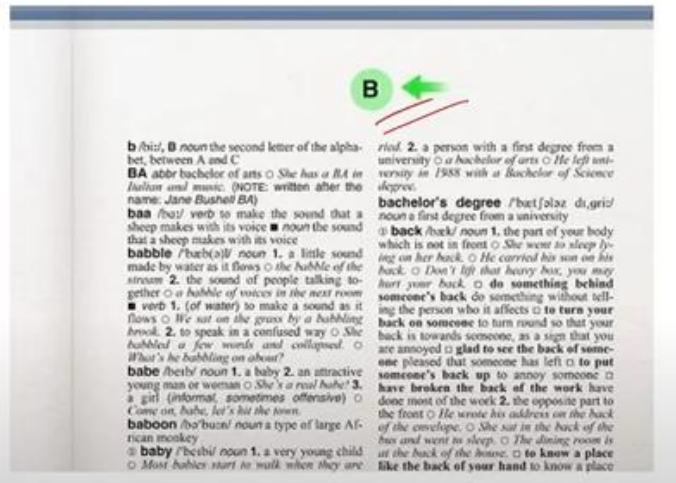 B
b /biː/, B noun the second letter of the alpha-
bet, between A and C
BA abbr bachelor of arts ○ She has a BA in
Italian and music. (NOTE: written after the
name: Jane Bushell BA)
baa /bɑː/ verb to make the sound that a
sheep makes with its voice ■ noun the sound
that a sheep makes with its voice
babble /ˈbæb(ə)l/ noun 1. a little sound
made by water as it flows ○ the babble of the
stream 2. the sound of people talking to-
gether ○ a babble of voices in the next room
■ verb 1. (of water) to make a sound as it
flows ○ We sat on the grass by a babbling
brook. 2. to speak in a confused way ○ She
babbled a few words and collapsed. ○
What's he babbling on about?
babe /beɪb/ noun 1. a baby 2. an attractive
young man or woman ○ She's a real babe! 3.
a girl (informal, sometimes offensive) ○
Come on, babe, let's hit the town.
baboon /bəˈbuːn/ noun a type of large Af-
rican monkey
baby /ˈbeɪbi/ noun 1. a very young child
○ Most babies start to walk when they are
ried. 2. a person with a first degree from a
university ○ a bachelor of arts ○ He left uni-
versity in 1988 with a Bachelor of Science
degree.
bachelor's degree /ˈbætʃələz dɪˌɡriː/
noun a first degree from a university
back /bæk/ noun 1. the part of your body
which is not in front ○ She went to sleep ly-
ing on her back. ○ He carried his son on his
back. ○ Don't lift that heavy box, you may
hurt your back. □ do something behind
someone's back do something without tell-
ing the person who it affects □ to turn your
back on someone to turn round so that your
back is towards someone, as a sign that you
are annoyed □ glad to see the back of some-
one pleased that someone has left □ to put
someone's back up to annoy someone □
have broken the back of the work have
done most of the work 2. the opposite part to
the front ○ He wrote his address on the back
of the envelope. ○ She sat in the back of the
bus and went to sleep. ○ The dining room is
at the back of the house. □ to know a place
like the back of your hand to know a place